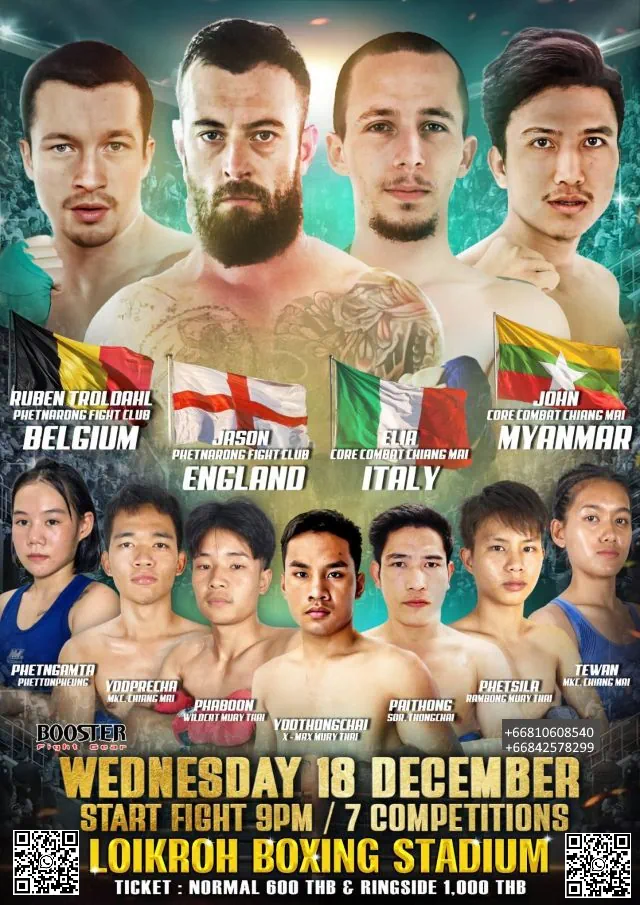 RUBEN TROLDAHL
PHETNARONG FIGHT CLUB
BELGIUM
JASON
PHETNARONG FIGHT CLUB
ENGLAND
ELIA
CORE COMBAT CHIANG MAI
ITALY
JOHN
CORE COMBAT CHIANG MAI
MYANMAR
PHETNGAMTA
PHETTONPHEUNG
YODPRECHA
MKC. CHIANG MAI
PHABOON
WILDCAT MUAY THAI
YODTHONGCHAI
X - MAX MUAY THAI
PAITHONG
SOR. THONGCHAI
PHETSILA
RAMBONG MUAY THAI
TEWAN
MKC. CHIANG MAI
BOOSTER
Fight Gear
+66810608540
+66842578299
WEDNESDAY 18 DECEMBER
START FIGHT 9PM / 7 COMPETITIONS
LOIKROH BOXING STADIUM
TICKET : NORMAL 600 THB & RINGSIDE 1,000 THB